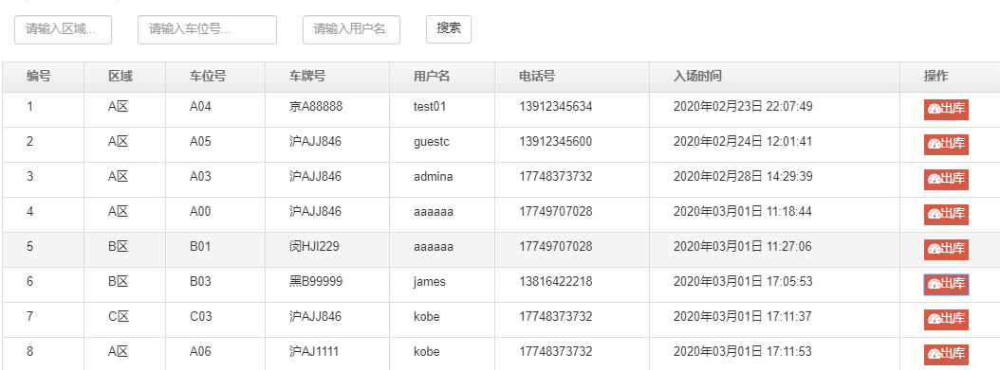 请输入区域... 请输入车位号... 请输入用户名. 搜索
编号 区域 车位号 车牌号 用户名 电话号 入场时间 操作
1 A区 A04 京A88888 test01 13912345634 2020年02月23日 22:07:49 出库
2 A区 A05 沪AJJ846 guestc 13912345600 2020年02月24日 12:01:41 出库
3 A区 A03 沪AJJ846 admina 17748373732 2020年02月28日 14:29:39 出库
4 A区 A00 沪AJJ846 aaaaaa 17749707028 2020年03月01日 11:18:44 出库
5 B区 B01 闵HJI229 aaaaaa 17749707028 2020年03月01日 11:27:06 出库
6 B区 B03 黑B99999 james 13816422218 2020年03月01日 17:05:53 出库
7 C区 C03 沪AJJ846 kobe 17748373732 2020年03月01日 17:11:37 出库
8 A区 A06 沪AJ1111 kobe 17748373732 2020年03月01日 17:11:53 出库